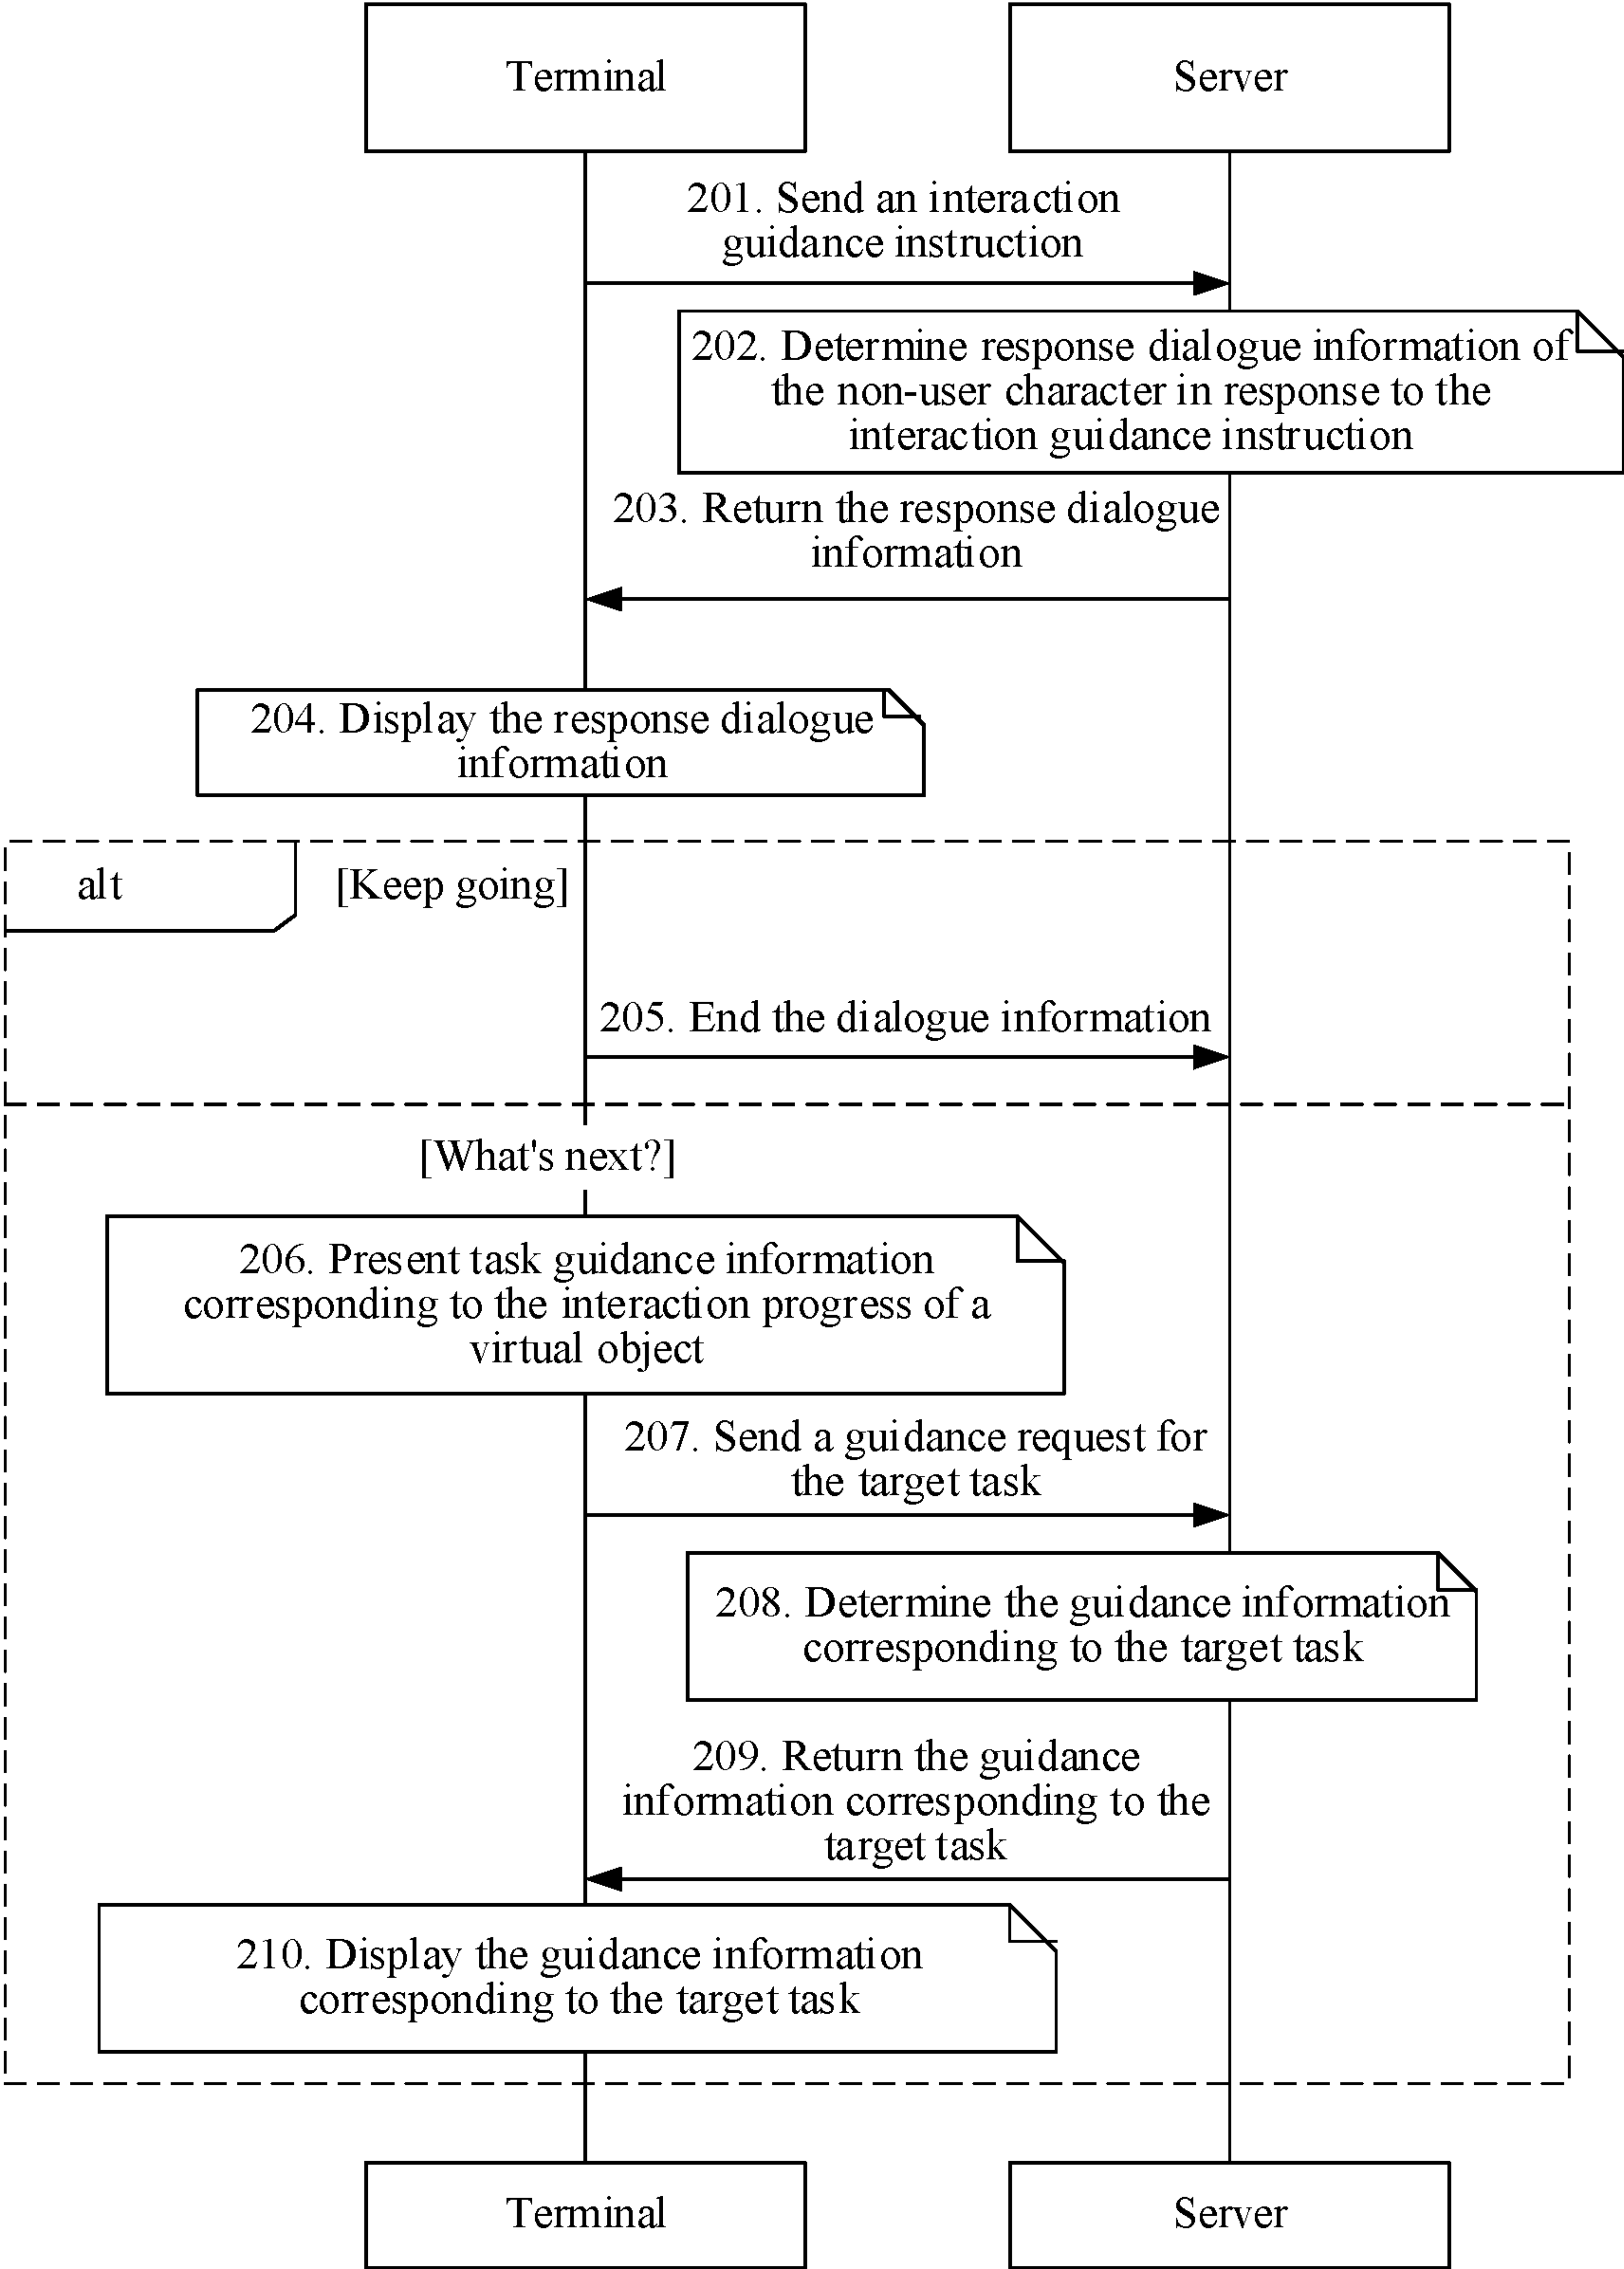 Terminal
Server
201. Send an interaction
guidance instruction
202. Determine response dialogue information of
the non-user character in response to the
interaction guidance instruction
203. Return the response dialogue
information
204. Display the response dialogue
information
alt
[Keep going]
205. End the dialogue information
[What's next?]
206. Present task guidance information
corresponding to the interaction progress of a
virtual object
207. Send a guidance request for
the target task
208. Determine the guidance information
corresponding to the target task
209. Return the guidance
information corresponding to the
target task
210. Display the guidance information
corresponding to the target task
Terminal
Server